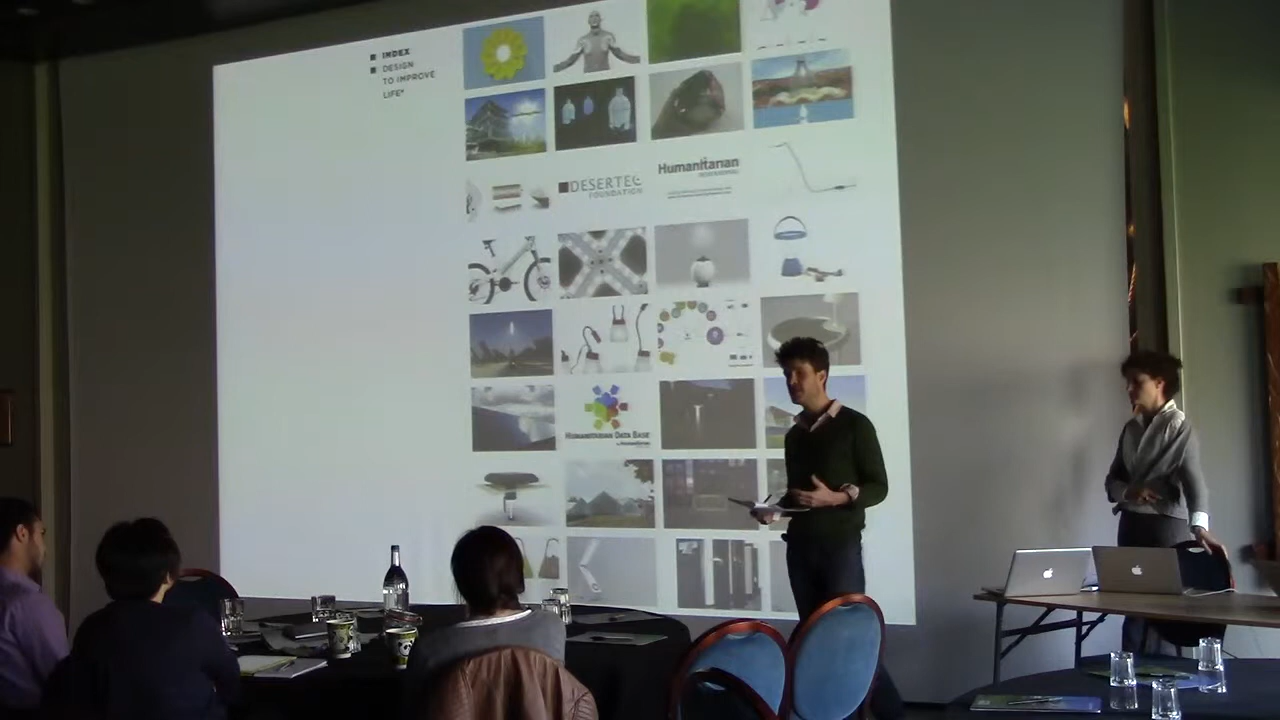 INDEX
DESIGN
TO IMPROVE
LIFE®
DESERTEC
FOUNDATION
Humanitarian
HUMANITARIAN DATA BASE